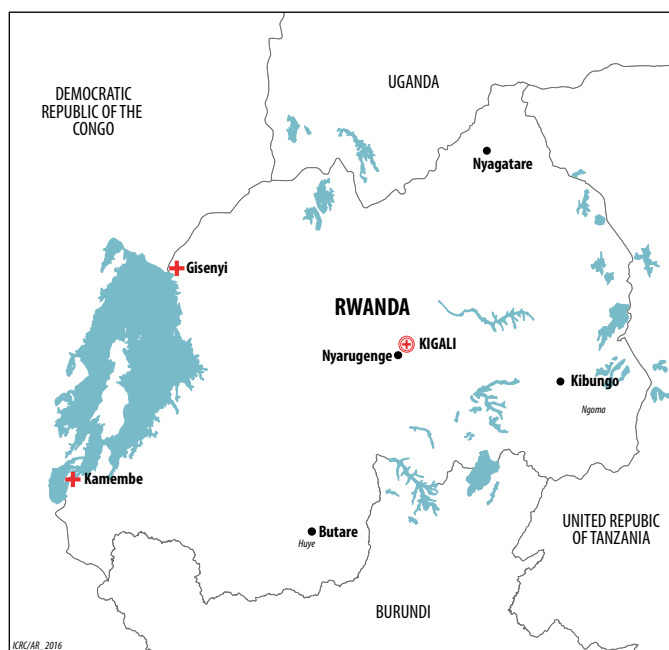 UGANDA
DEMOCRATIC
REPUBLIC OF THE
CONGO
Nyagatare
Gisenyi
RWANDA
KIGALI
Nyarugenge
Kibungo
Ngoma
Kamembe
Butare
Huye
UNITED REPUBLIC
OF TANZANIA
BURUNDI
ICRC/AR_2016